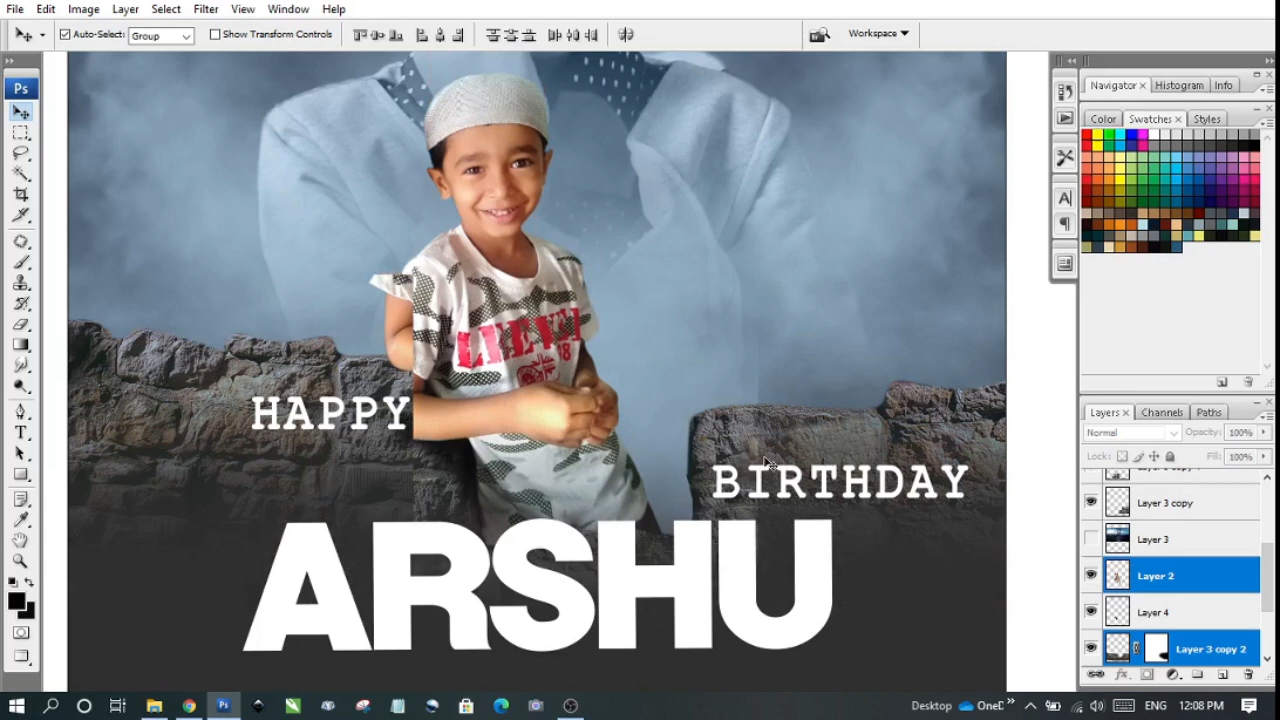 File Edit Image Layer Select Filter View Window Help
Auto-Select: Group Show Transform Controls Workspace
Navigator Histogram Info
Ps
Color Swatches Styles
HAPPY
BIRTHDAY
ARSHU
Layers Channels Paths
Normal Opacity: 100%
Lock: Fill: 100%
Layer 3 copy
Layer 3
Layer 2
Layer 4
Layer 3 copy 2
Desktop OneD ENG 12:08 PM